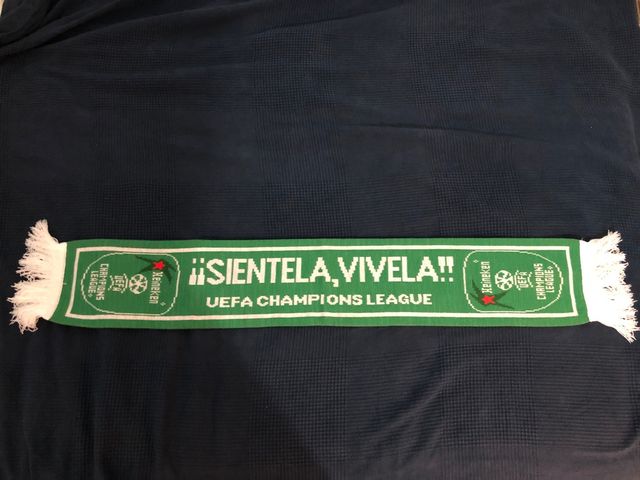 ¡¡SIENTELA,VIVELA!!
UEFA CHAMPIONS LEAGUE
Heineken
UEFA
CHAMPIONS
LEAGUE
Heineken
UEFA
CHAMPIONS
LEAGUE